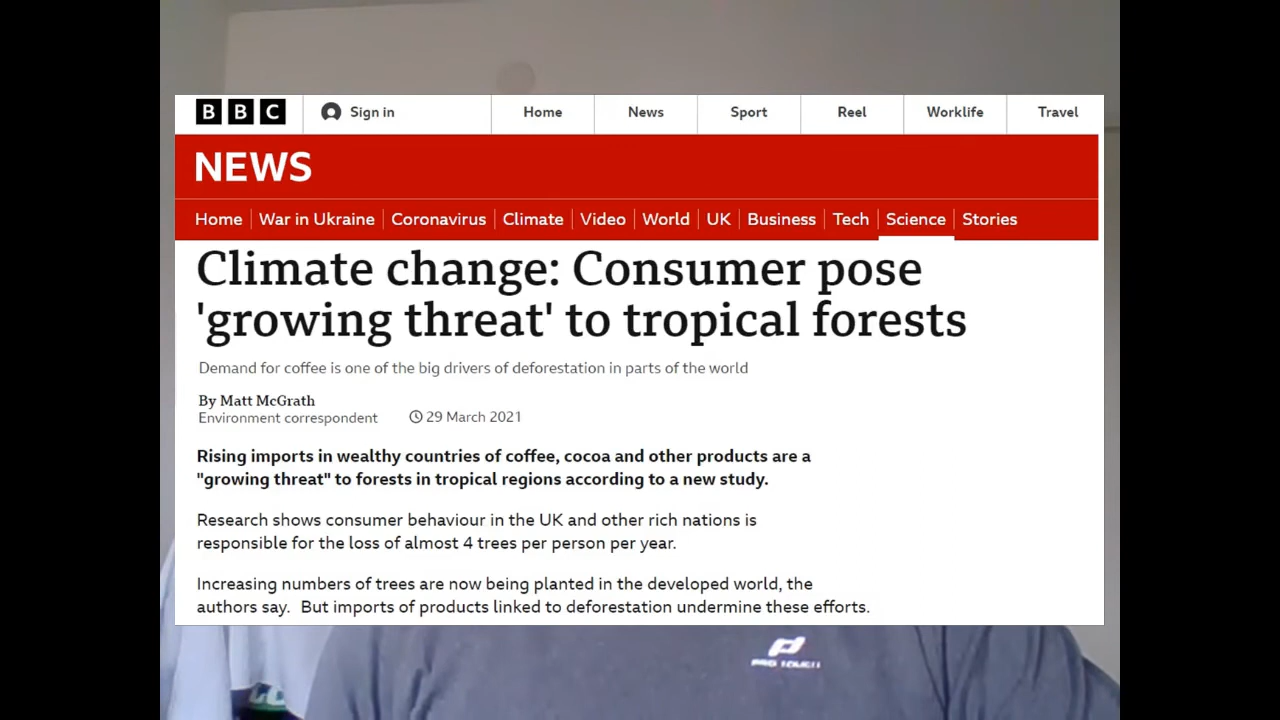 BBC Sign in Home News Sport Reel Worklife Travel
NEWS
Home War in Ukraine Coronavirus Climate Video World UK Business Tech Science Stories
Climate change: Consumer pose
'growing threat' to tropical forests
Demand for coffee is one of the big drivers of deforestation in parts of the world
By Matt McGrath
Environment correspondent 29 March 2021
Rising imports in wealthy countries of coffee, cocoa and other products are a
"growing threat" to forests in tropical regions according to a new study.
Research shows consumer behaviour in the UK and other rich nations is
responsible for the loss of almost 4 trees per person per year.
Increasing numbers of trees are now being planted in the developed world, the
authors say. But imports of products linked to deforestation undermine these efforts.
PRO TOUCH